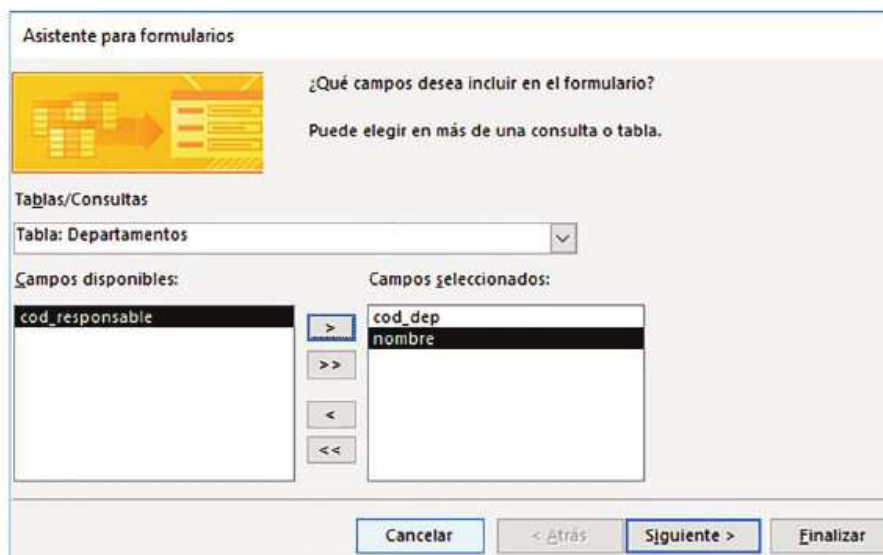 Asistente para formularios
¿Qué campos desea incluir en el formulario?
Puede elegir en más de una consulta o tabla.
Tablas/Consultas
Tabla: Departamentos
Campos disponibles:
Campos seleccionados:
cod_responsable
cod_dep
nombre
>
>>
<
<<
Cancelar
< Atrás
Siguiente >
Finalizar